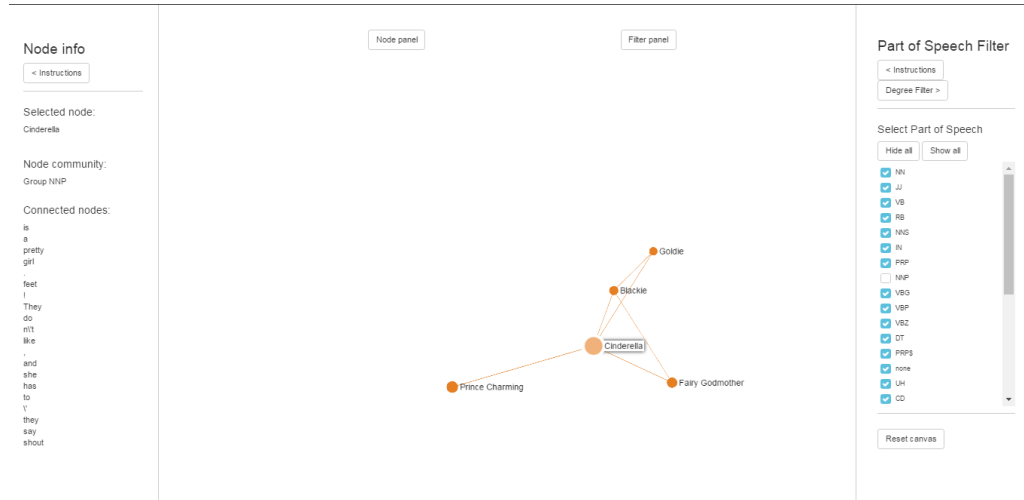 Node info
< Instructions
Selected node:
Cinderella
Node community:
Group NNP
Connected nodes:
is
a
pretty
girl
.
feet
!
They
do
n\'t
like
,
and
she
has
to
\'
they
say
shout
Node panel
Filter panel
Goldie
Blackie
Cinderella
Prince Charming
Fairy Godmother
Part of Speech Filter
< Instructions
Degree Filter >
Select Part of Speech
Hide all
Show all
NN
JJ
VB
RB
NNS
IN
PRP
NNP
VBG
VBP
VBZ
DT
PRP$
none
UH
CD
Reset canvas